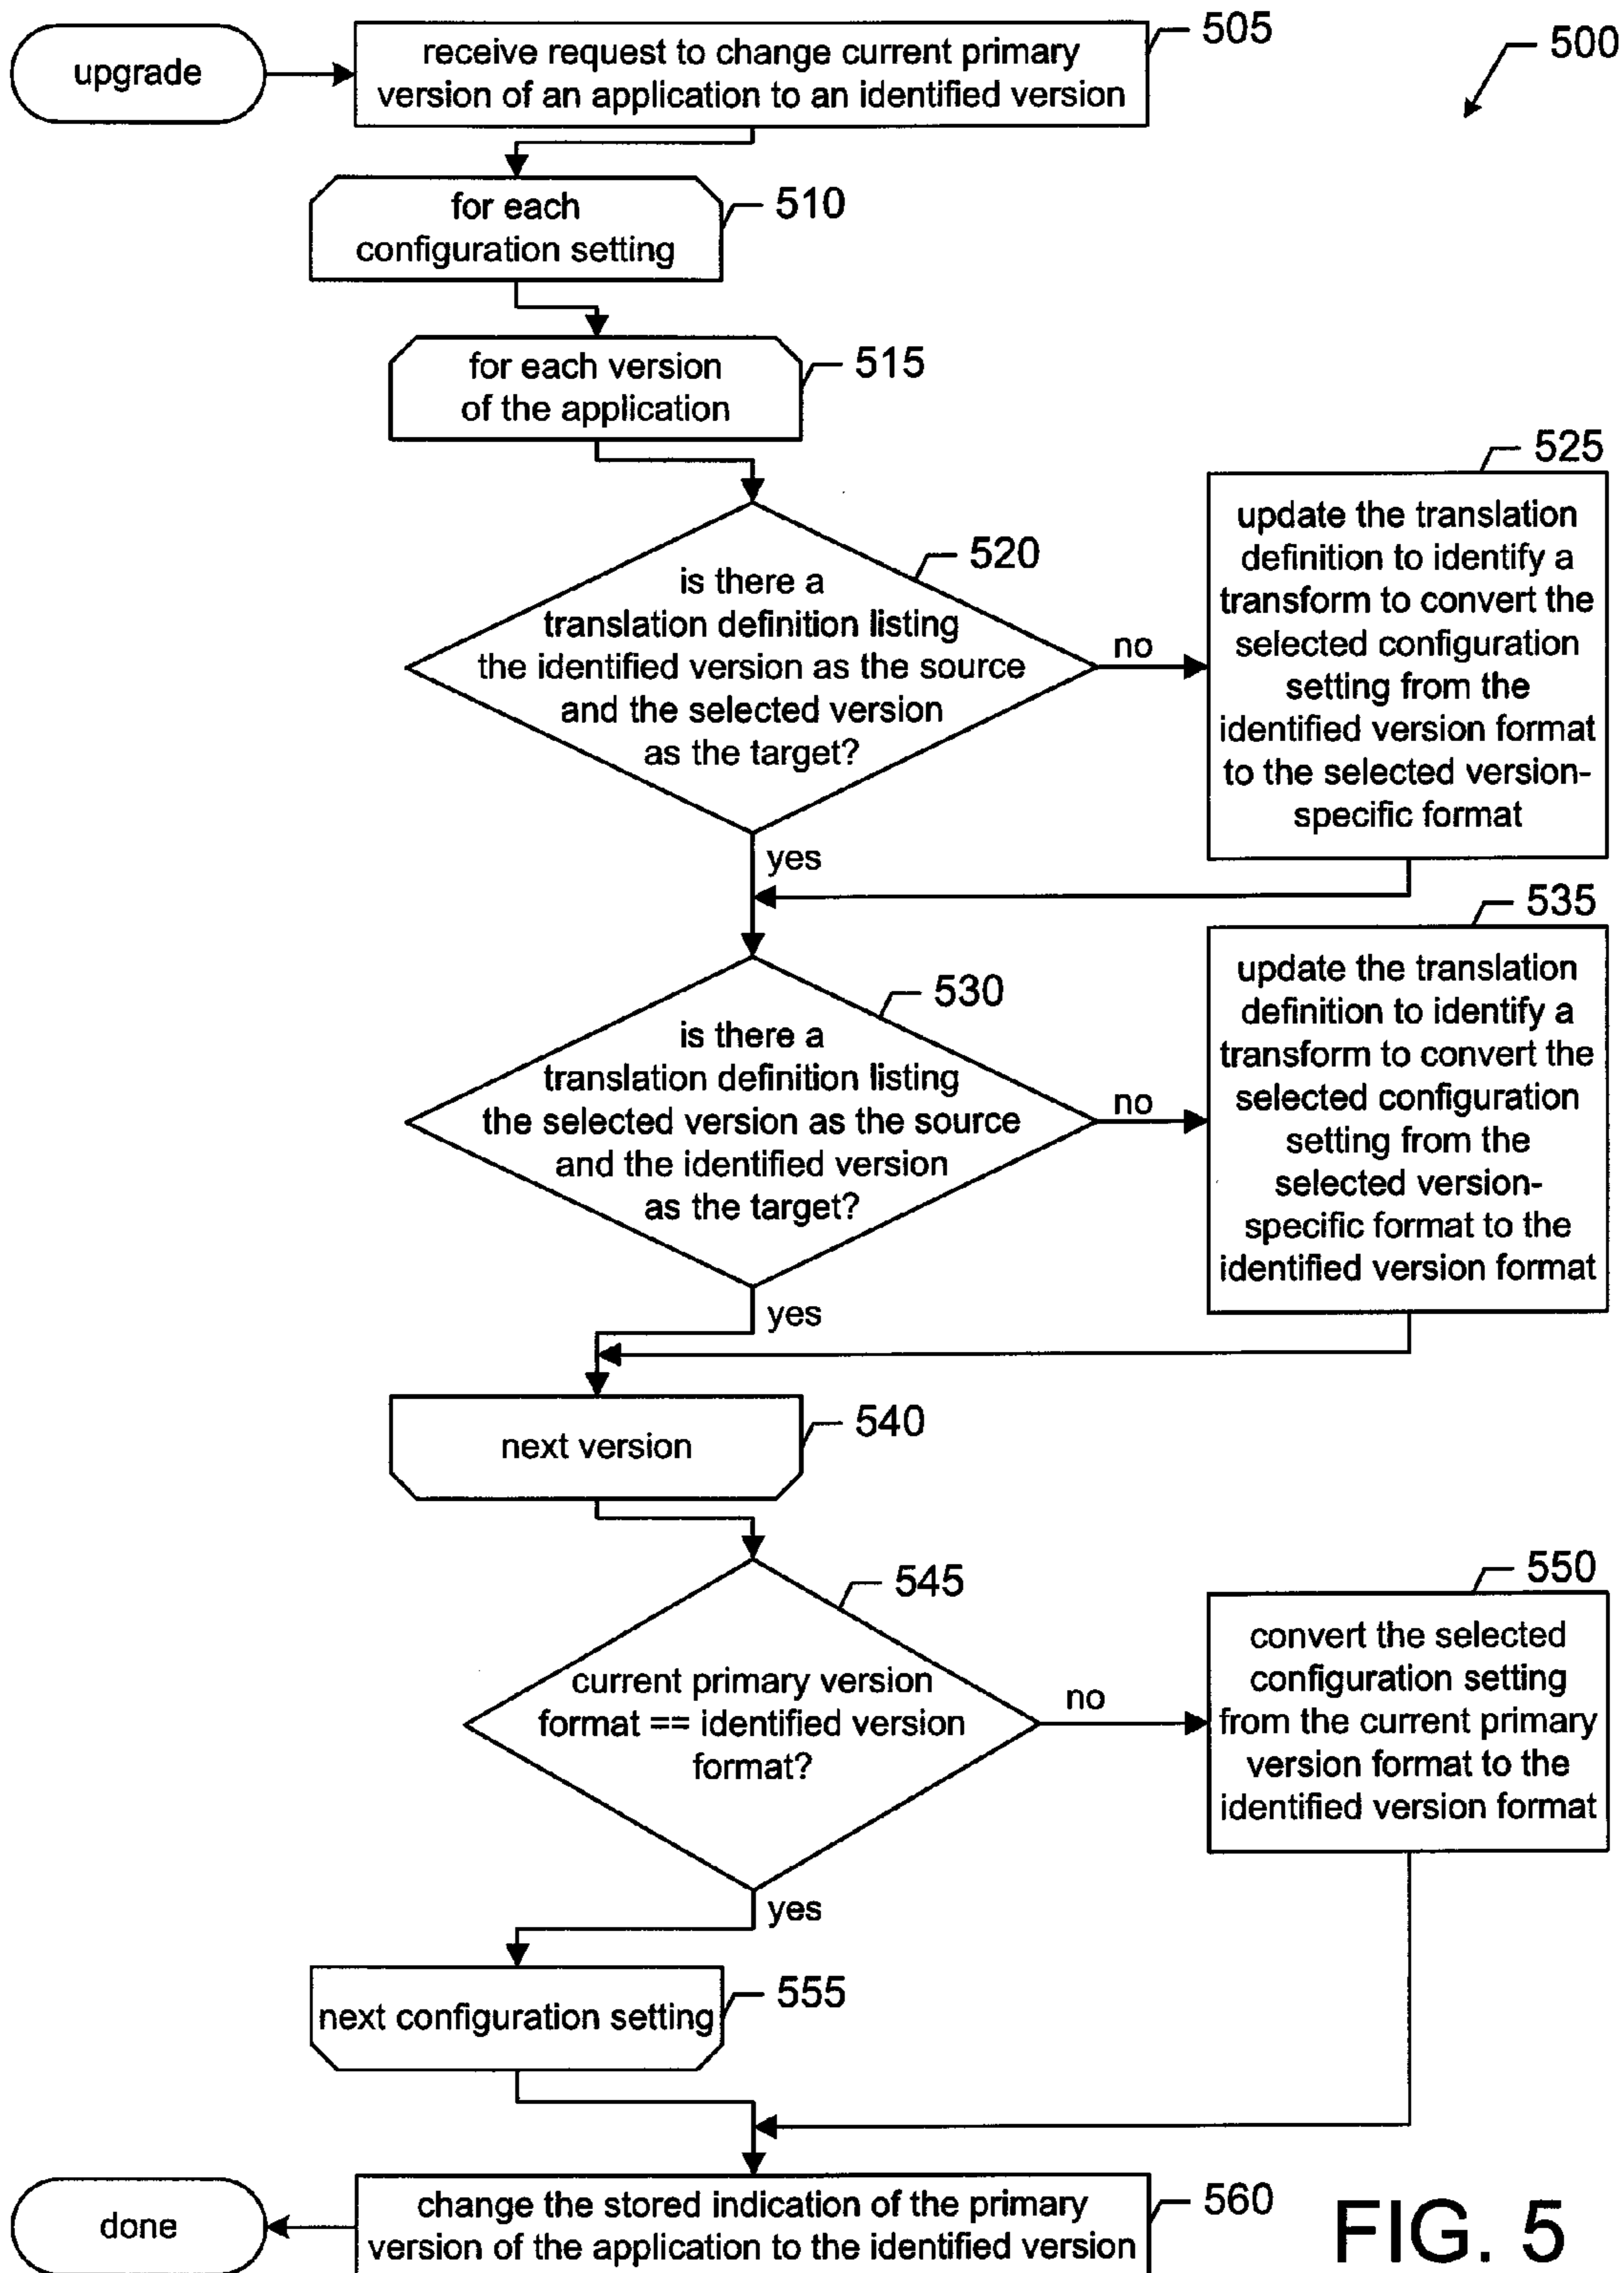 upgrade
receive request to change current primary
version of an application to an identified version
505
500
for each
configuration setting
510
for each version
of the application
515
is there a
translation definition listing
the identified version as the source
and the selected version
as the target?
520
no
yes
update the translation
definition to identify a
transform to convert the
selected configuration
setting from the
identified version format
to the selected version-
specific format
525
is there a
translation definition listing
the selected version as the source
and the identified version
as the target?
530
no
yes
update the translation
definition to identify a
transform to convert the
selected configuration
setting from the
selected version-
specific format to the
identified version format
535
next version
540
current primary version
format == identified version
format?
545
no
yes
convert the selected
configuration setting
from the current primary
version format to the
identified version format
550
next configuration setting
555
change the stored indication of the primary
version of the application to the identified version
560
done
FIG. 5